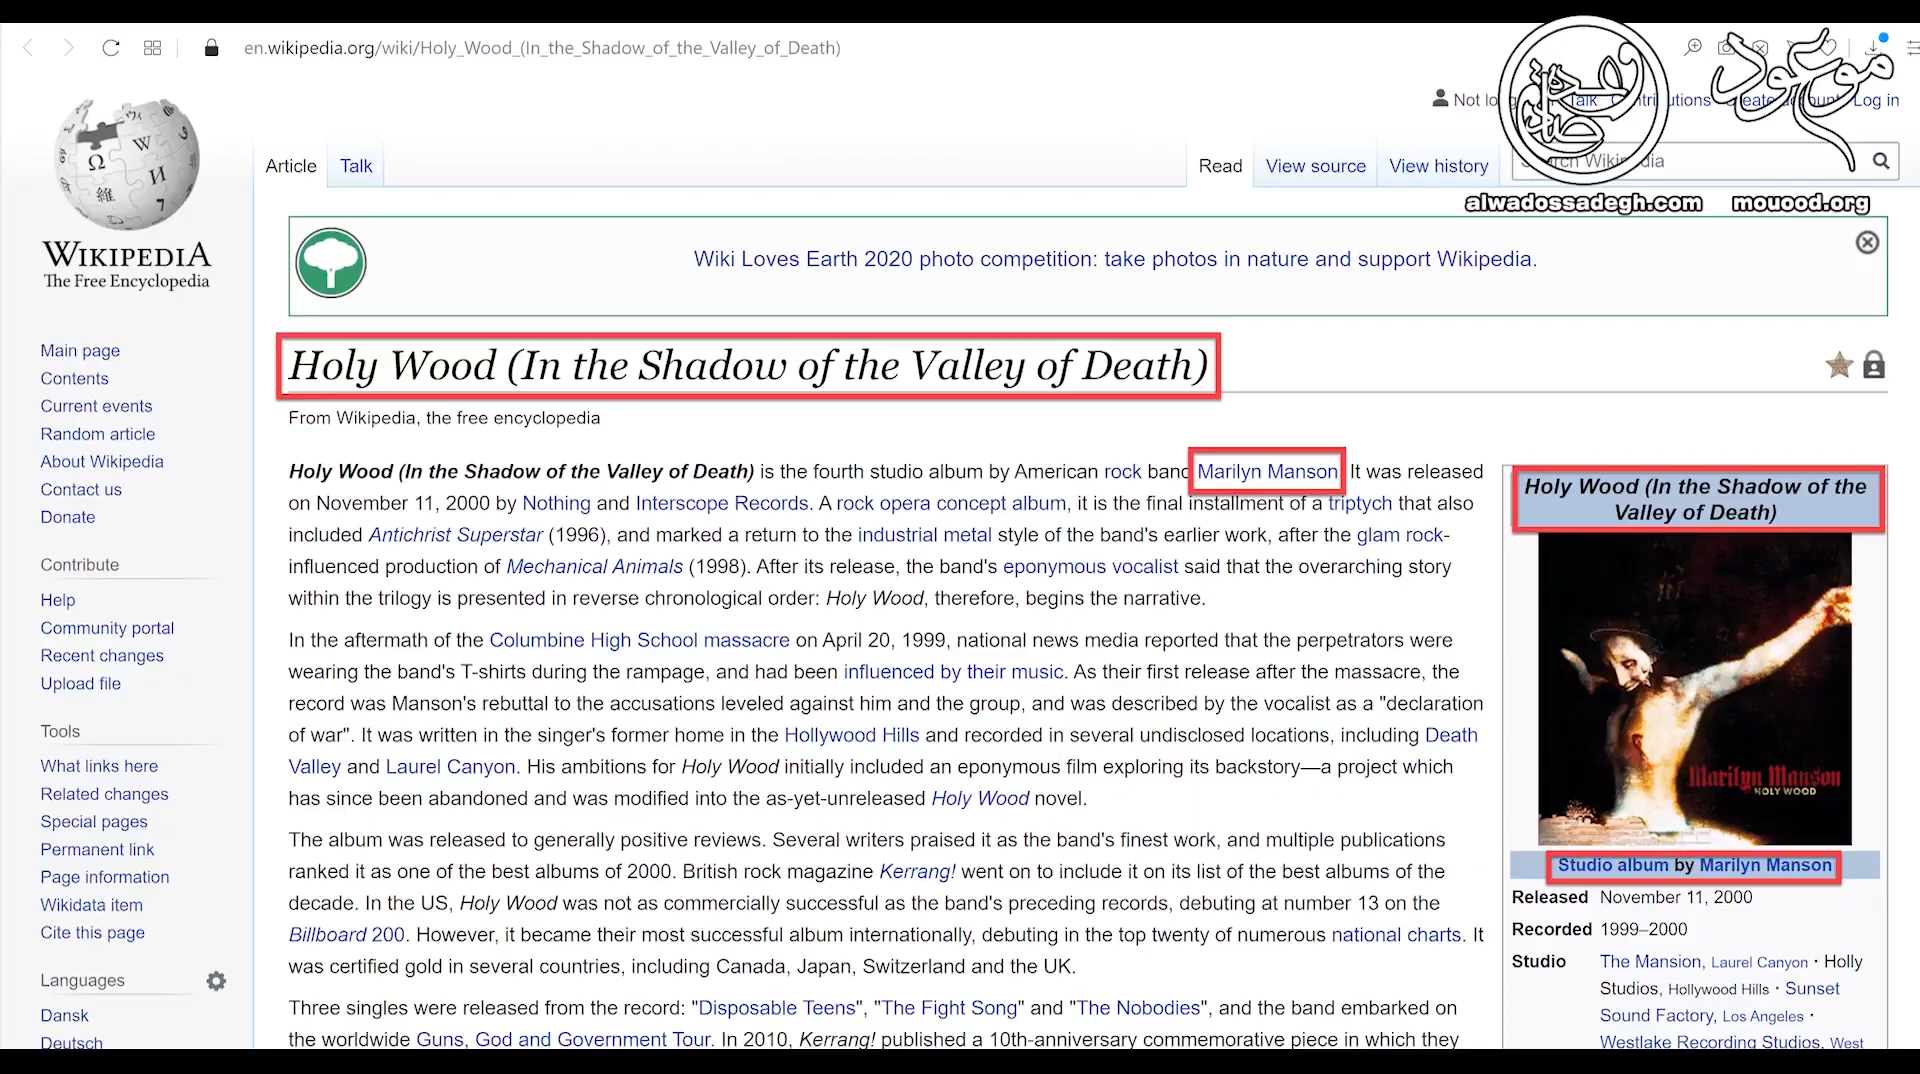 en.wikipedia.org/wiki/Holy_Wood_(In_the_Shadow_of_the_Valley_of_Death)
موعود
alwadossadegh.com
mouood.org
Not
Talk
Log in
Article
Talk
Read
View source
View history
WIKIPEDIA
The Free Encyclopedia
Wiki Loves Earth 2020 photo competition: take photos in nature and support Wikipedia.
Main page
Contents
Current events
Random article
About Wikipedia
Contact us
Donate
Contribute
Help
Community portal
Recent changes
Upload file
Tools
What links here
Related changes
Special pages
Permanent link
Page information
Wikidata item
Cite this page
Languages
Dansk
Deutsch
Holy Wood (In the Shadow of the Valley of Death)
From Wikipedia, the free encyclopedia
Holy Wood (In the Shadow of the Valley of Death) is the fourth studio album by American rock band Marilyn Manson. It was released
on November 11, 2000 by Nothing and Interscope Records. A rock opera concept album, it is the final installment of a triptych that also
included Antichrist Superstar (1996), and marked a return to the industrial metal style of the band's earlier work, after the glam rock-
influenced production of Mechanical Animals (1998). After its release, the band's eponymous vocalist said that the overarching story
within the trilogy is presented in reverse chronological order: Holy Wood, therefore, begins the narrative.
In the aftermath of the Columbine High School massacre on April 20, 1999, national news media reported that the perpetrators were
wearing the band's T-shirts during the rampage, and had been influenced by their music. As their first release after the massacre, the
record was Manson's rebuttal to the accusations leveled against him and the group, and was described by the vocalist as a "declaration
of war". It was written in the singer's former home in the Hollywood Hills and recorded in several undisclosed locations, including Death
Valley and Laurel Canyon. His ambitions for Holy Wood initially included an eponymous film exploring its backstory—a project which
has since been abandoned and was modified into the as-yet-unreleased Holy Wood novel.
The album was released to generally positive reviews. Several writers praised it as the band's finest work, and multiple publications
ranked it as one of the best albums of 2000. British rock magazine Kerrang! went on to include it on its list of the best albums of the
decade. In the US, Holy Wood was not as commercially successful as the band's preceding records, debuting at number 13 on the
Billboard 200. However, it became their most successful album internationally, debuting in the top twenty of numerous national charts. It
was certified gold in several countries, including Canada, Japan, Switzerland and the UK.
Three singles were released from the record: "Disposable Teens", "The Fight Song" and "The Nobodies", and the band embarked on
the worldwide Guns, God and Government Tour. In 2010, Kerrang! published a 10th-anniversary commemorative piece in which they
Holy Wood (In the Shadow of the
Valley of Death)
Marilyn Manson
HOLY WOOD
Studio album by Marilyn Manson
Released November 11, 2000
Recorded 1999–2000
Studio The Mansion, Laurel Canyon · Holly
Studios, Hollywood Hills · Sunset
Sound Factory, Los Angeles ·
Westlake Recording Studios, West